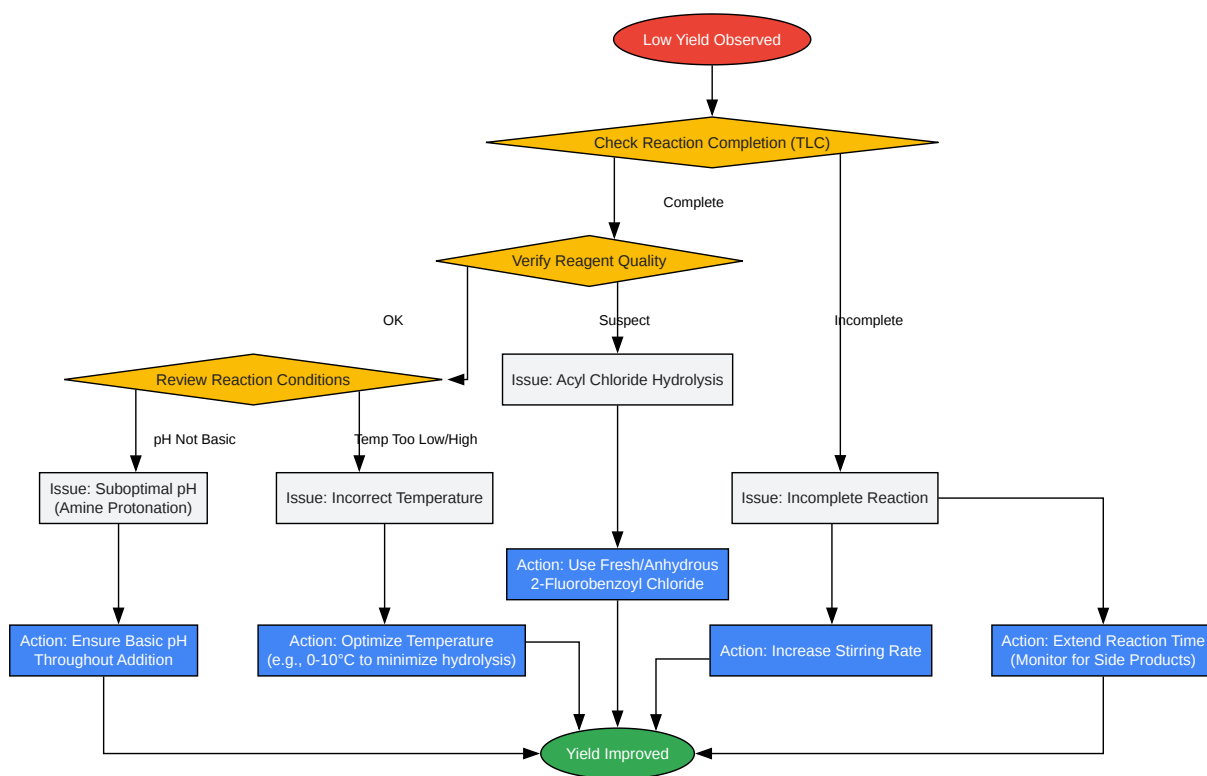 Low Yield Observed
Check Reaction Completion (TLC)
Complete
Verify Reagent Quality
OK
Suspect
Incomplete
Review Reaction Conditions
Issue: Acyl Chloride Hydrolysis
pH Not Basic
Temp Too Low/High
Issue: Suboptimal pH
(Amine Protonation)
Issue: Incorrect Temperature
Issue: Incomplete Reaction
Action: Use Fresh/Anhydrous
2-Fluorobenzoyl Chloride
Action: Ensure Basic pH
Throughout Addition
Action: Optimize Temperature
(e.g., 0-10°C to minimize hydrolysis)
Action: Increase Stirring Rate
Action: Extend Reaction Time
(Monitor for Side Products)
Yield Improved